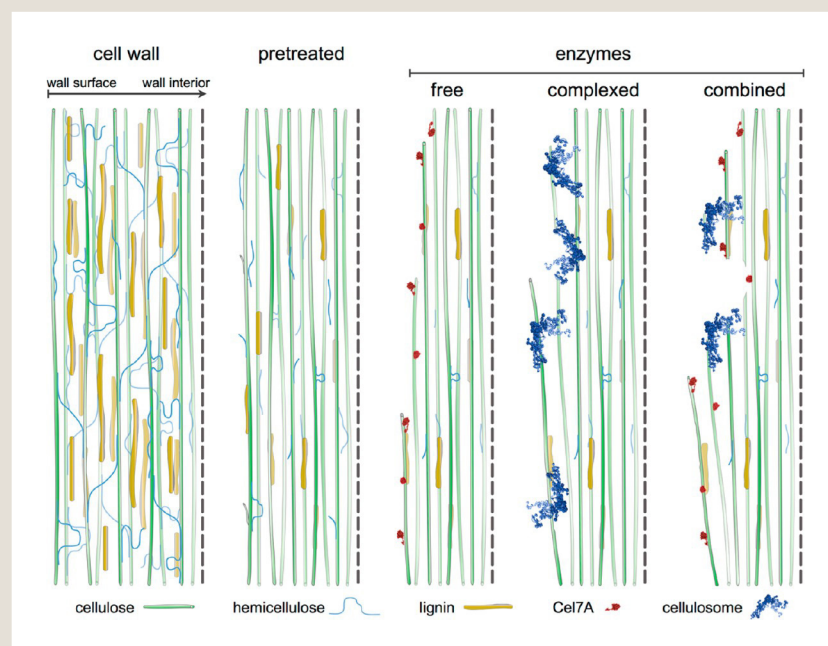 cell wall
pretreated
enzymes
wall surface
wall interior
free
complexed
combined
cellulose
hemicellulose
lignin
Cel7A
cellulosome